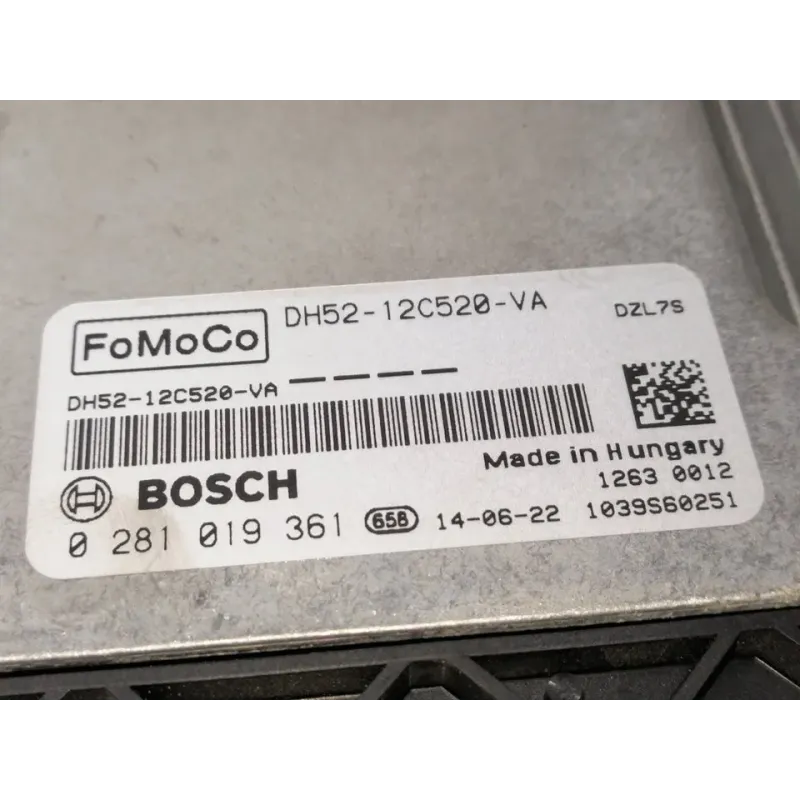 FoMoCo
DH52-12C520-VA
DZL7S
DH52-12C520-VA
Made in Hungary
BOSCH
1263 0012
0 281 019 361 658 14-06-22 1039S60251